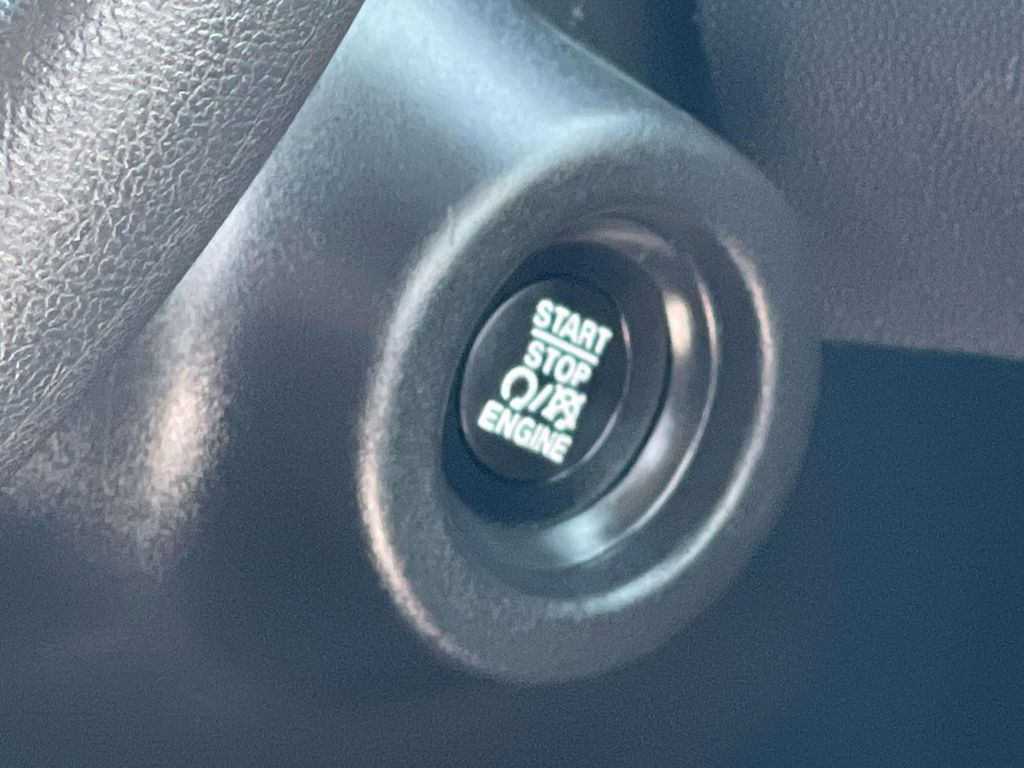 START
STOP
/
ENGINE